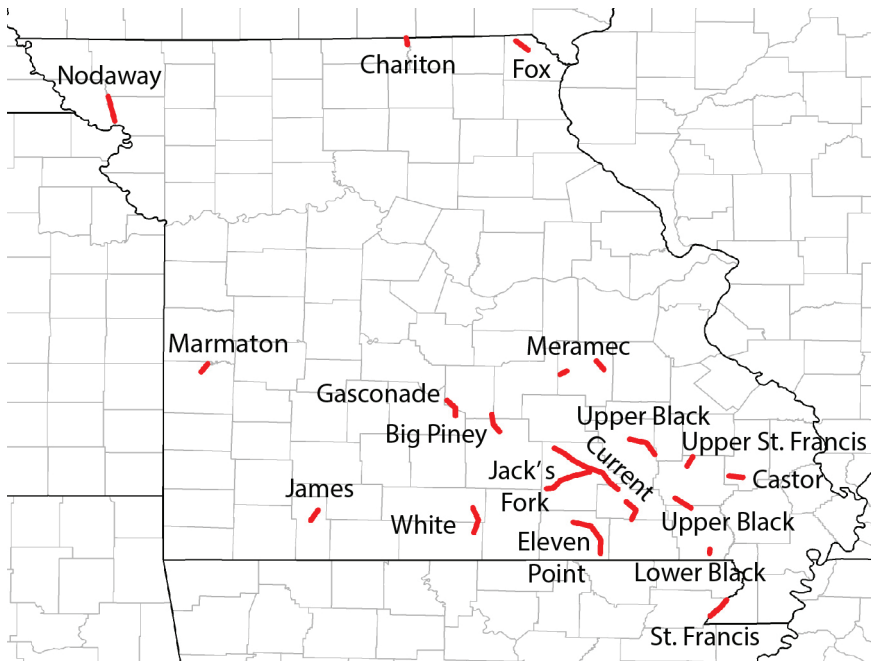 Chariton
Fox
Nodaway
Marmaton
Meramec
Gasconade
Big Piney
Upper Black
Upper St. Francis
Current
Jack's
Fork
Castor
James
White
Upper Black
Eleven
Point
Lower Black
St. Francis